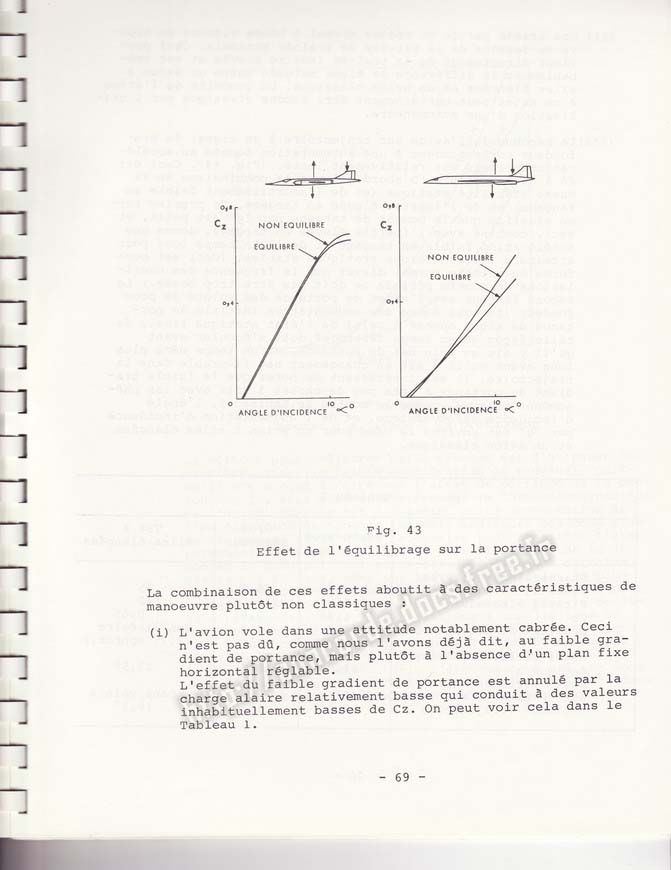 0,8
Cz
NON EQUILIBRE
EQUILIBRE
0,4
0
0 10
ANGLE D'INCIDENCE ∝°
0,8
Cz
NON EQUILIBRE
EQUILIBRE
0,4
0
0 10
ANGLE D'INCIDENCE ∝°
Fig. 43
Effet de l'équilibrage sur la portance
La combinaison de ces effets aboutit à des caractéristiques de
manoeuvre plutôt non classiques :
(i) L'avion vole dans une attitude notablement cabrée. Ceci
n'est pas dû, comme nous l'avons déjà dit, au faible gra-
dient de portance, mais plutôt à l'absence d'un plan fixe
horizontal réglable.
L'effet du faible gradient de portance est annulé par la
charge alaire relativement basse qui conduit à des valeurs
inhabituellement basses de Cz. On peut voir cela dans le
Tableau 1.
- 69 -